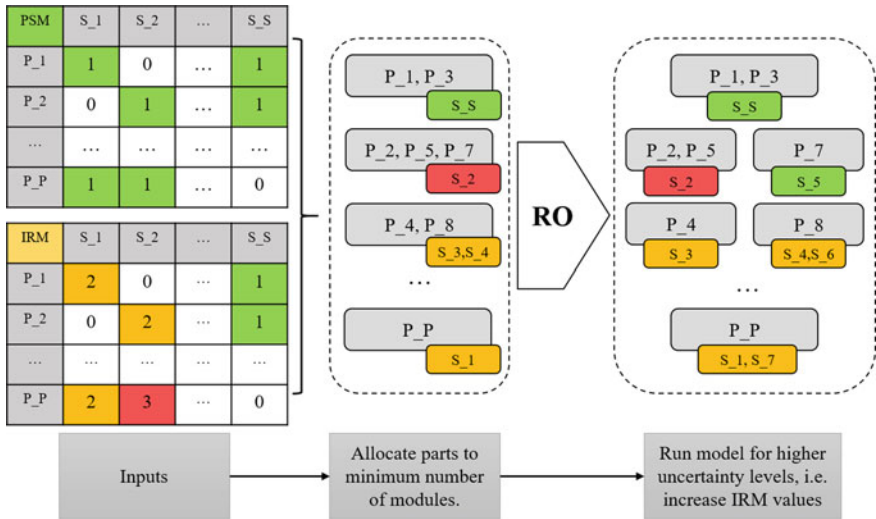 PSM S_1 S_2 ... S_S
P_1 1 0 ... 1
P_2 0 1 ... 1
... ... ... ... ...
P_P 1 1 ... 0
IRM S_1 S_2 ... S_S
P_1 2 0 ... 1
P_2 0 2 ... 1
... ... ... ... ...
P_P 2 3 ... 0
P_1, P_3
S_S
P_2, P_5, P_7
S_2
P_4, P_8
S_3,S_4
...
P_P
S_1
RO
P_1, P_3
S_S
P_2, P_5
S_2
P_7
S_5
P_4
S_3
P_8
S_4,S_6
...
P_P
S_1, S_7
Inputs
Allocate parts to
minimum number
of modules.
Run model for higher
uncertainty levels, i.e.
increase IRM values